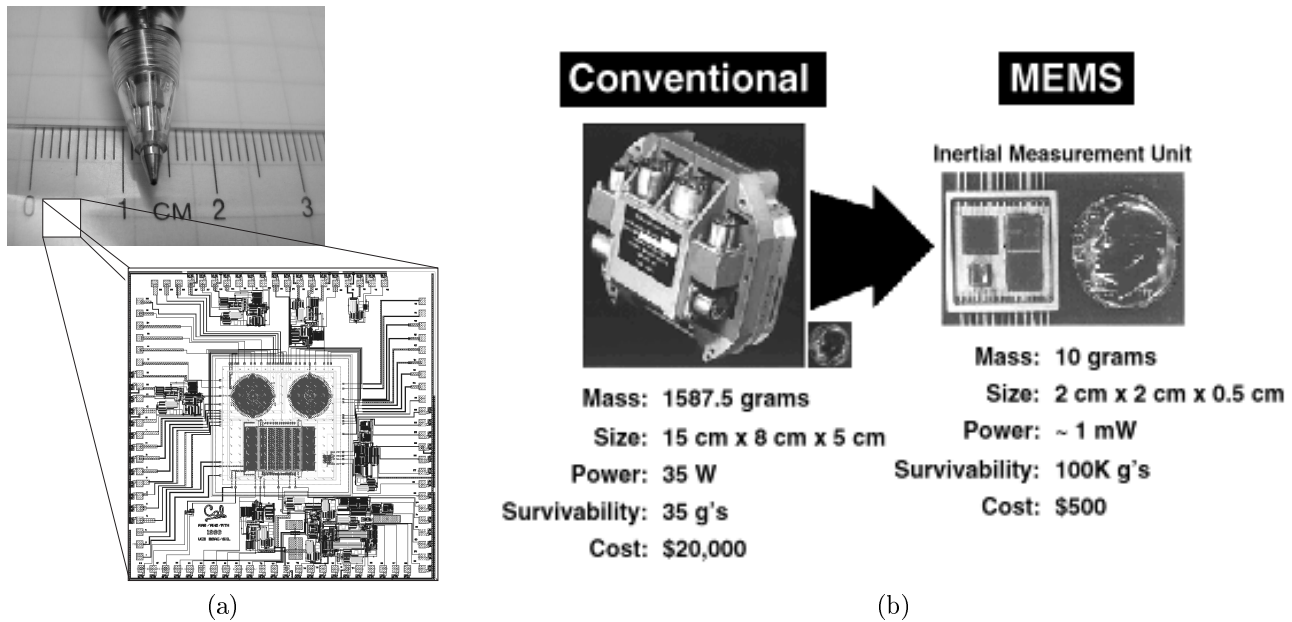 0 1 CM 2 3
Cal
1999
(a)
Conventional
MEMS
Inertial Measurement Unit
Mass: 1587.5 grams
Size: 15 cm x 8 cm x 5 cm
Power: 35 W
Survivability: 35 g's
Cost: $20,000
Mass: 10 grams
Size: 2 cm x 2 cm x 0.5 cm
Power: ~ 1 mW
Survivability: 100K g's
Cost: $500
(b)